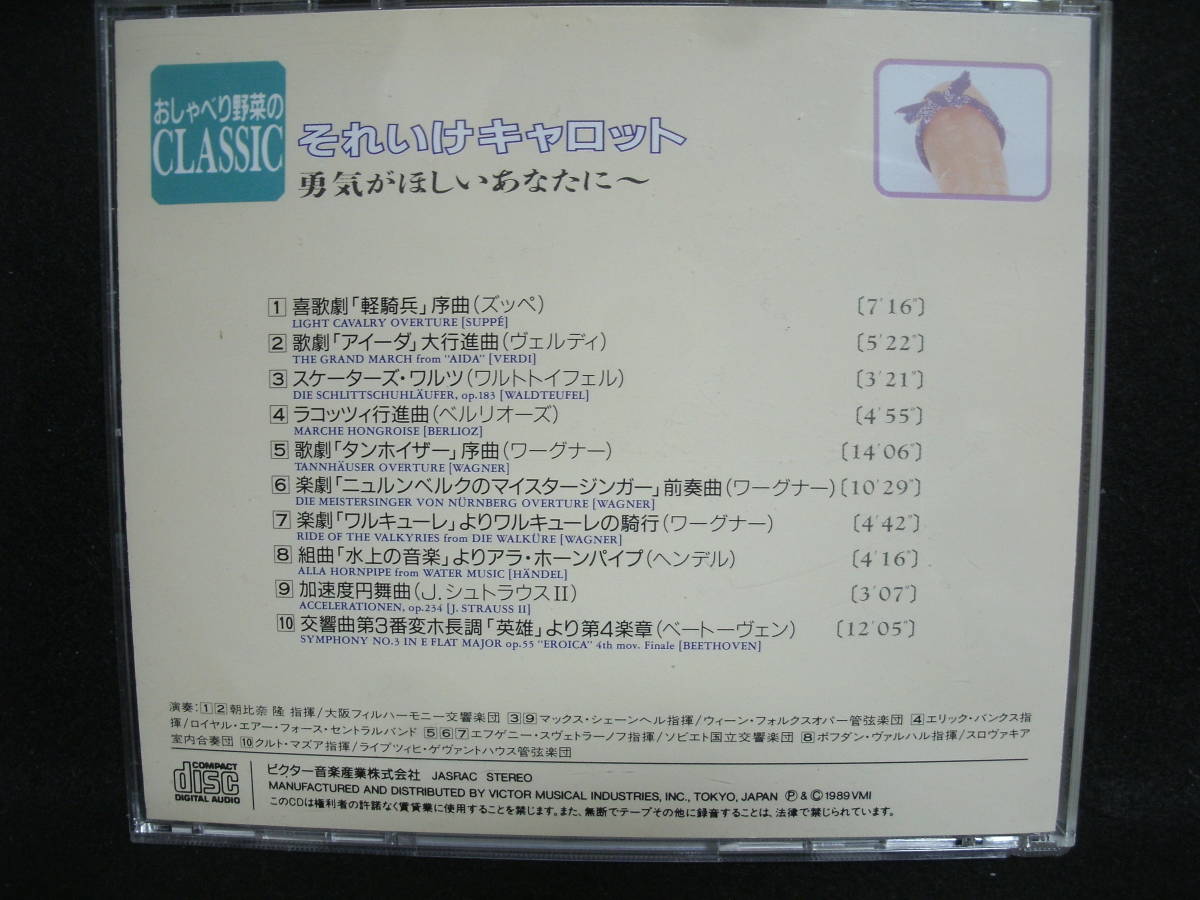 おしゃべり野菜の
CLASSIC
それいけキャロット
勇気がほしいあなたに〜
1 喜歌劇「軽騎兵」序曲(ズッペ) 〔7'16"〕
LIGHT CAVALRY OVERTURE [SUPPÉ]
2 歌劇「アイーダ」大行進曲(ヴェルディ) 〔5'22"〕
THE GRAND MARCH from "AIDA" [VERDI]
3 スケーターズ・ワルツ(ワルトトイフェル) 〔3'21"〕
DIE SCHLITTSCHUHLÄUFER, op.183 [WALDTEUFEL]
4 ラコッツィ行進曲(ベルリオーズ) 〔4'55"〕
MARCHE HONGROISE [BERLIOZ]
5 歌劇「タンホイザー」序曲(ワーグナー) 〔14'06"〕
TANNHÄUSER OVERTURE [WAGNER]
6 楽劇「ニュルンベルクのマイスタージンガー」前奏曲(ワーグナー) 〔10'29"〕
DIE MEISTERSINGER VON NÜRNBERG OVERTURE [WAGNER]
7 楽劇「ワルキューレ」よりワルキューレの騎行(ワーグナー) 〔4'42"〕
RIDE OF THE VALKYRIES from DIE WALKÜRE [WAGNER]
8 組曲「水上の音楽」よりアラ・ホーンパイプ(ヘンデル) 〔4'16"〕
ALLA HORNPIPE from WATER MUSIC [HÄNDEL]
9 加速度円舞曲(J.シュトラウスII) 〔3'07"〕
ACCELERATIONEN, op.234 [J. STRAUSS II]
10 交響曲第3番変ホ長調「英雄」より第4楽章(ベートーヴェン) 〔12'05"〕
SYMPHONY NO.3 IN E FLAT MAJOR op.55 "EROICA" 4th mov. Finale [BEETHOVEN]
演奏:1 2 朝比奈 隆 指揮/大阪フィルハーモニー交響楽団 3 9 マックス・シェーンヘル指揮/ウィーン・フォルクスオパー管弦楽団 4 エリック・バンクス指
揮/ロイヤル・エアー・フォース・セントラルバンド 5 6 7 エフゲニー・スヴェトラーノフ指揮/ソビエト国立交響楽団 8 ボフダン・ヴァルハル指揮/スロヴァキア
室内合奏団 10 クルト・マズア指揮/ライプツィヒ・ゲヴァントハウス管弦楽団
COMPACT
disc
DIGITAL AUDIO
ビクター音楽産業株式会社 JASRAC STEREO
MANUFACTURED AND DISTRIBUTED BY VICTOR MUSICAL INDUSTRIES, INC., TOKYO, JAPAN Ⓟ & © 1989 VMI
このCDは権利者の許諾なく賃貸業に使用することを禁じます。また、無断でテープその他に録音することは、法律で禁じられています。